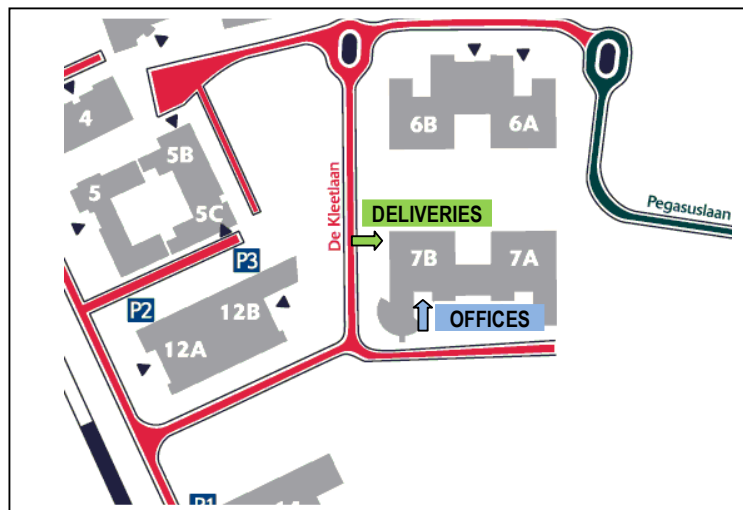 4
6B
6A
5B
5
5C
De Kleetlaan
Pegasuslaan
DELIVERIES
P3
7B
7A
P2
12B
OFFICES
12A
P1